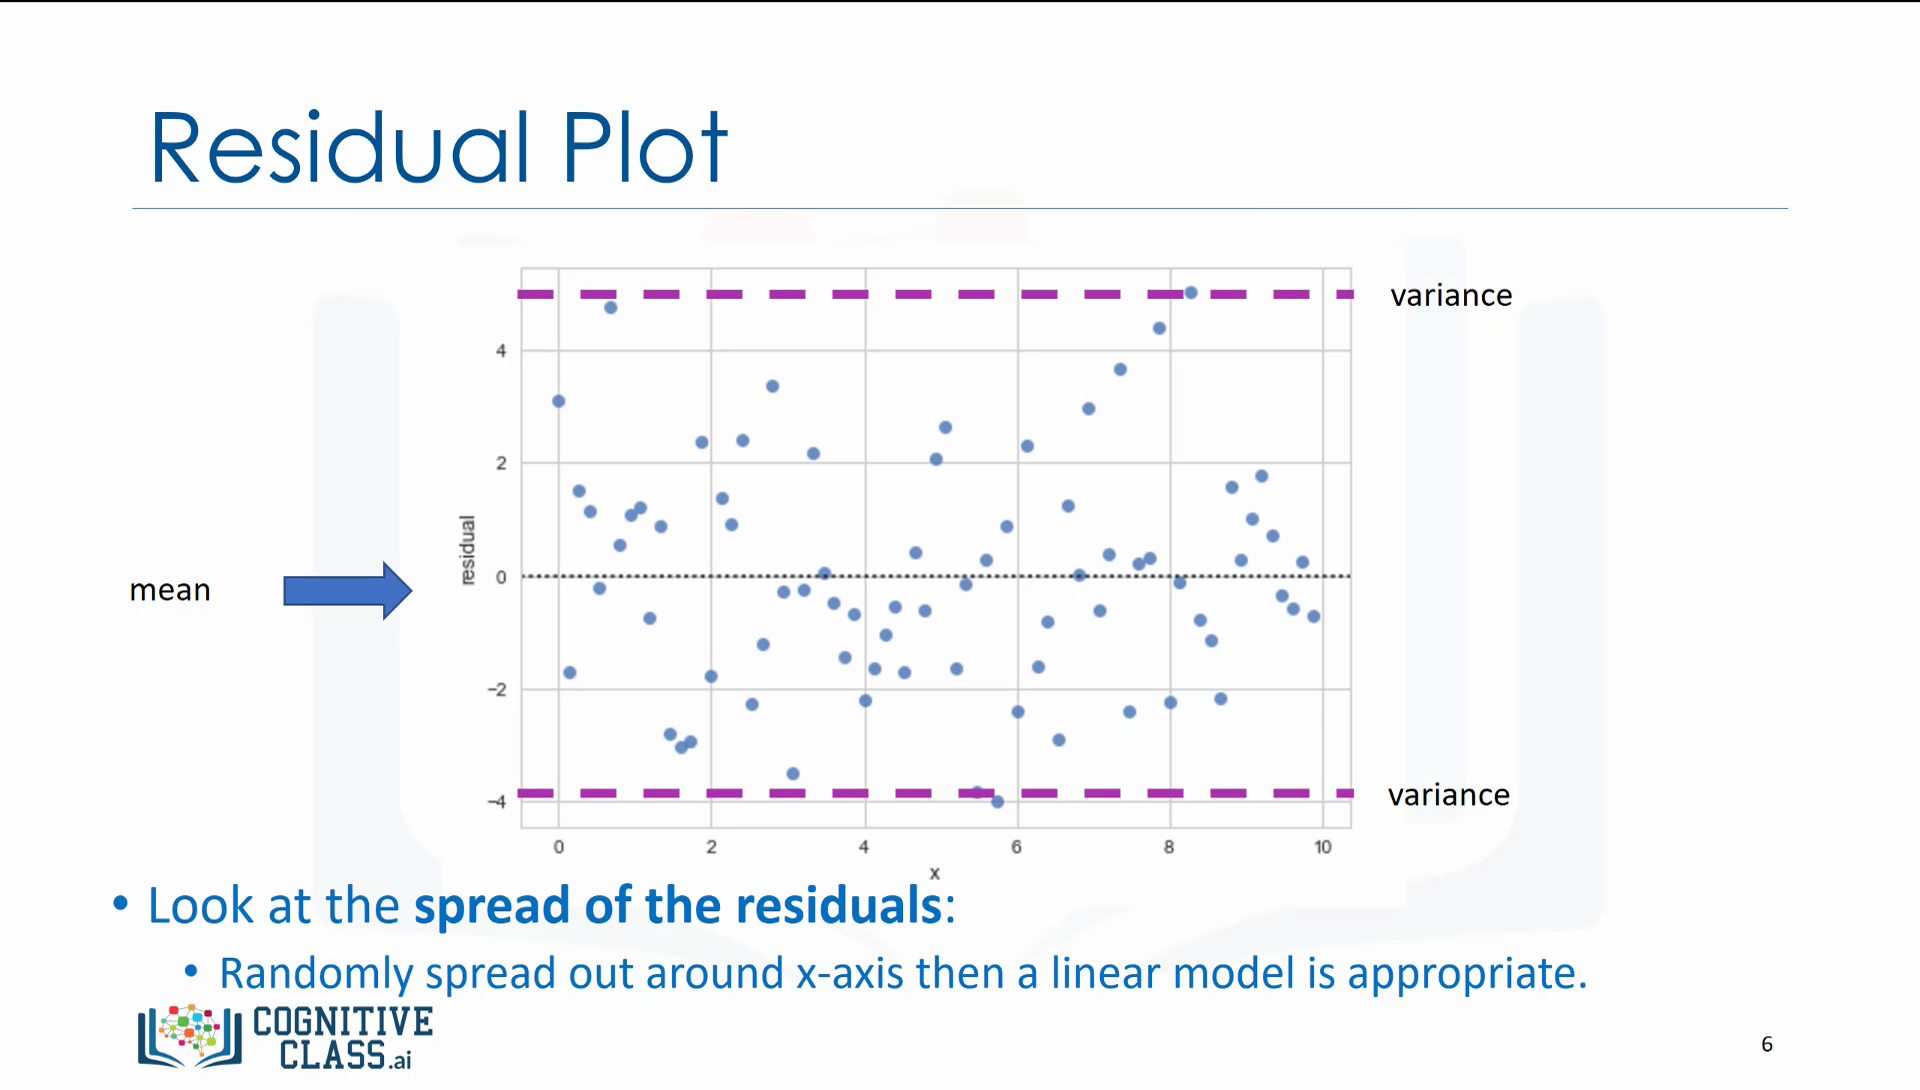 Residual Plot
variance
4
2
residual
mean
0
−2
−4
variance
0 2 4 6 8 10
x
• Look at the spread of the residuals:
• Randomly spread out around x-axis then a linear model is appropriate.
COGNITIVE
CLASS.ai
6